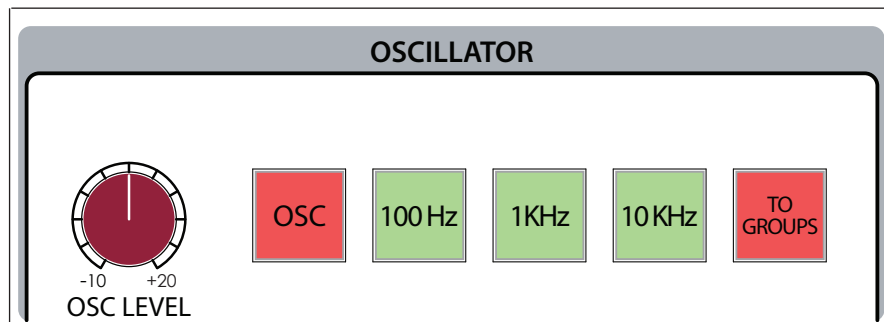 OSCILLATOR
OSC
100 Hz
1KHz
10 KHz
TO
GROUPS
-10
+20
OSC LEVEL